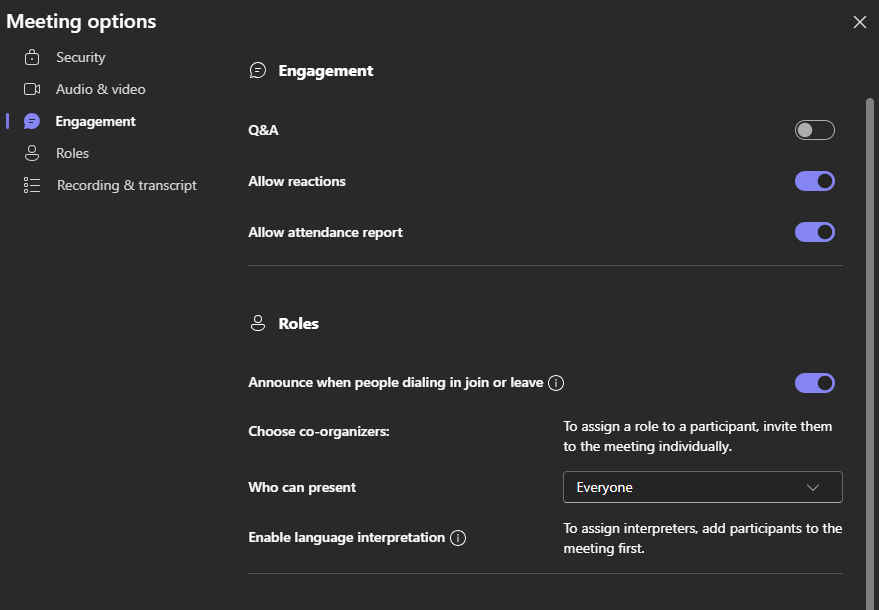 Meeting options
Security
Audio & video
Engagement
Roles
Recording & transcript
Engagement
Q&A
Allow reactions
Allow attendance report
Roles
Announce when people dialing in join or leave
Choose co-organizers:
To assign a role to a participant, invite them
to the meeting individually.
Who can present
Everyone
Enable language interpretation
To assign interpreters, add participants to the
meeting first.